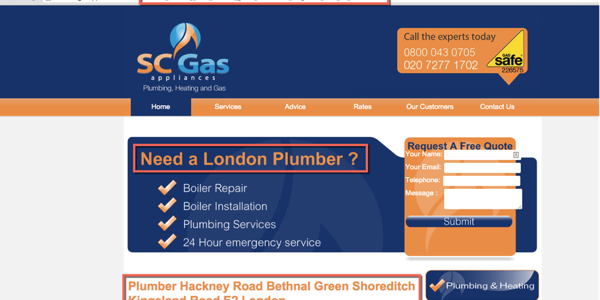 SC Gas
appliances
Plumbing, Heating and Gas
Call the experts today
0800 043 0705
020 7277 1702
GAS
safe
226575
Home
Services
Advice
Rates
Our Customers
Contact Us
Need a London Plumber ?
Boiler Repair
Boiler Installation
Plumbing Services
24 Hour emergency service
Request A Free Quote
Your Name:
Your Email:
Telephone:
Message :
Submit
Plumber Hackney Road Bethnal Green Shoreditch
Kingsland Road E2 London
Plumbing & Heating